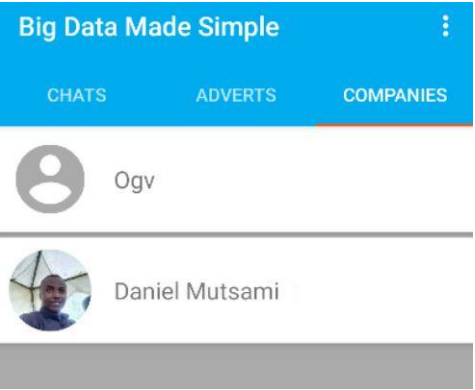 Big Data Made Simple
CHATS ADVERTS COMPANIES
Ogv
Daniel Mutsami